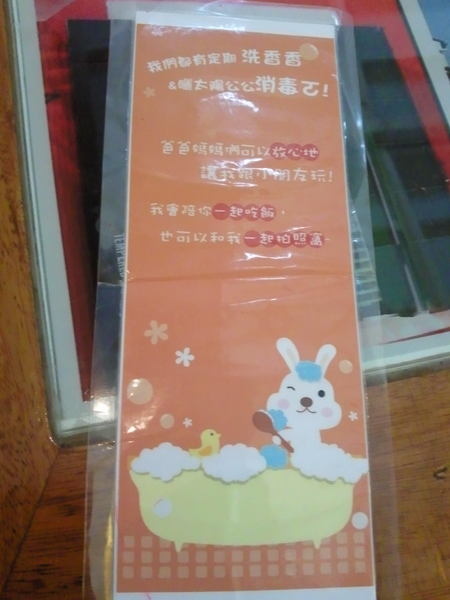 我們都有定期 洗香香
&曬太陽公公消毒ㄛ!
爸爸媽媽們可以放心地
讓我跟小朋友玩!
我會陪你一起吃飯，
也可以和我一起拍照窩~